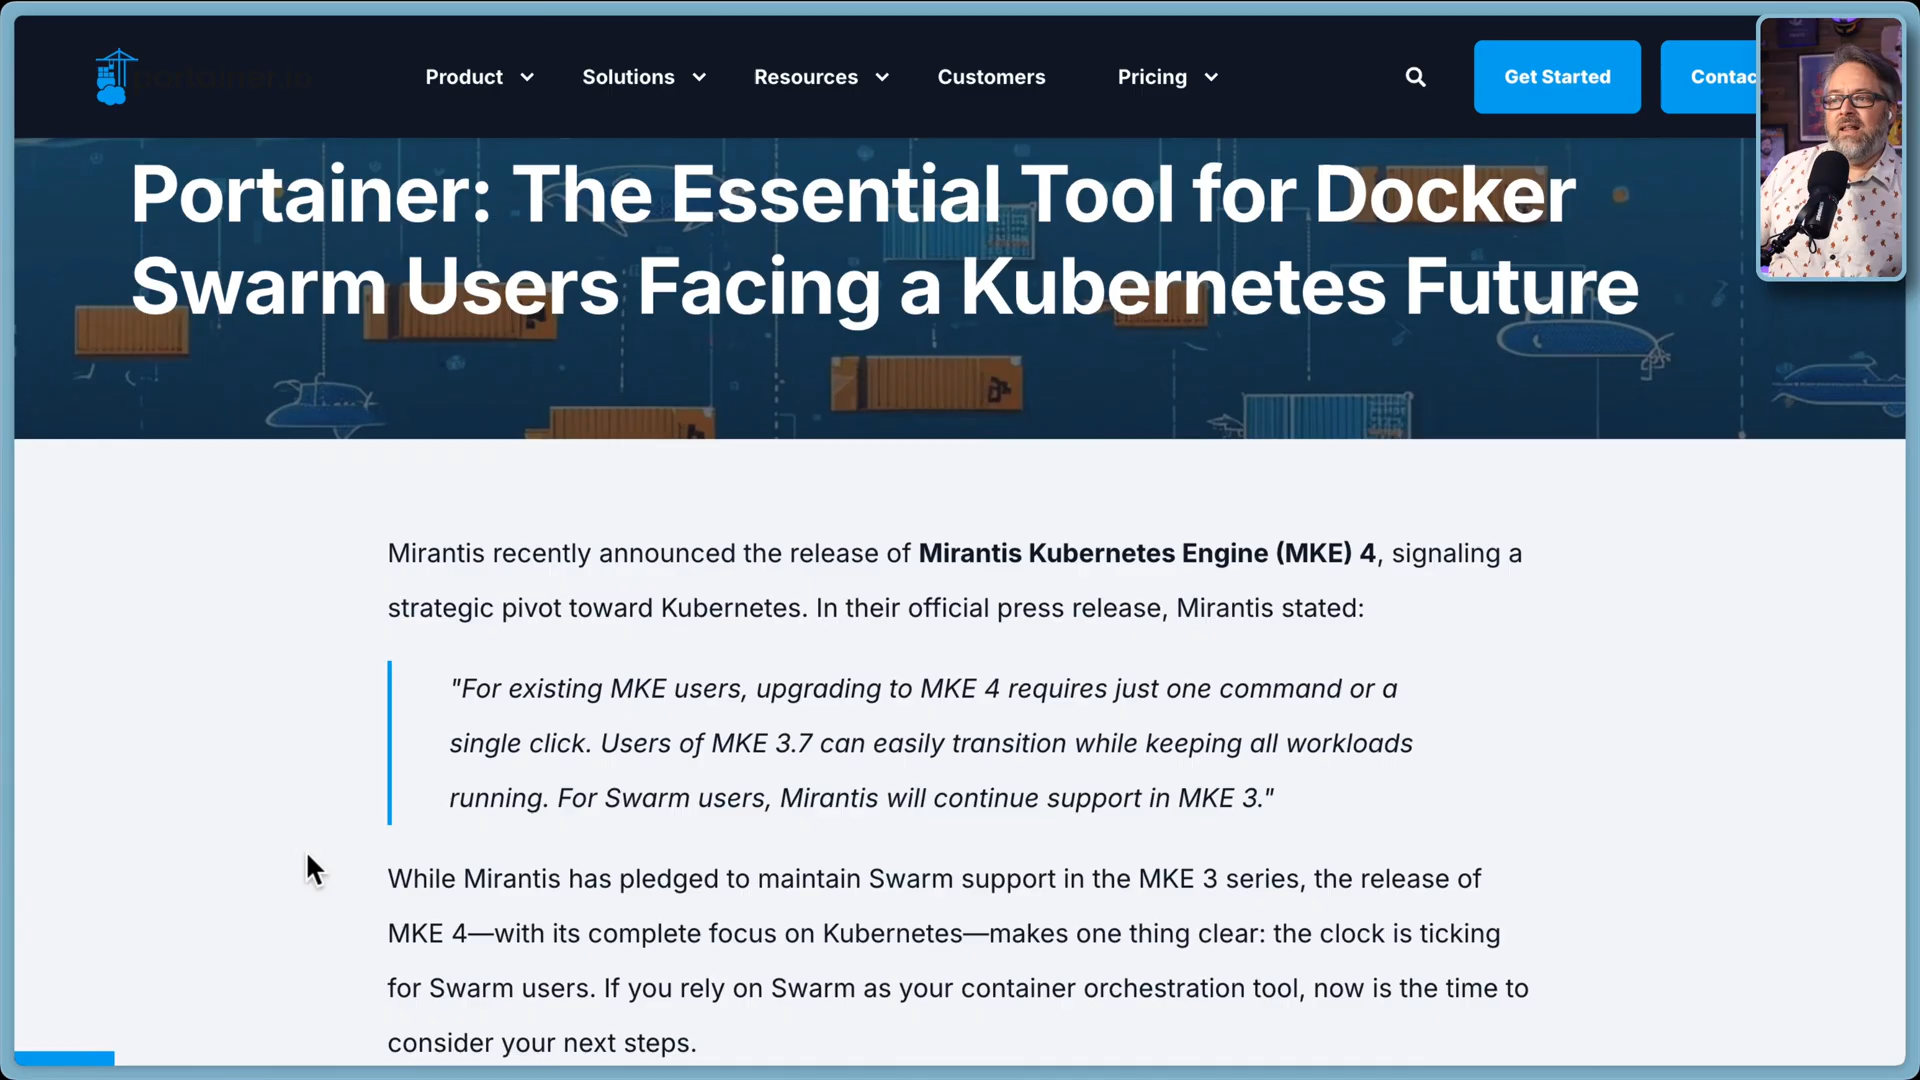 portainer.io
Product
Solutions
Resources
Customers
Pricing
Get Started
Contac
Portainer: The Essential Tool for Docker
Swarm Users Facing a Kubernetes Future
Mirantis recently announced the release of Mirantis Kubernetes Engine (MKE) 4, signaling a
strategic pivot toward Kubernetes. In their official press release, Mirantis stated:
"For existing MKE users, upgrading to MKE 4 requires just one command or a
single click. Users of MKE 3.7 can easily transition while keeping all workloads
running. For Swarm users, Mirantis will continue support in MKE 3."
While Mirantis has pledged to maintain Swarm support in the MKE 3 series, the release of
MKE 4—with its complete focus on Kubernetes—makes one thing clear: the clock is ticking
for Swarm users. If you rely on Swarm as your container orchestration tool, now is the time to
consider your next steps.